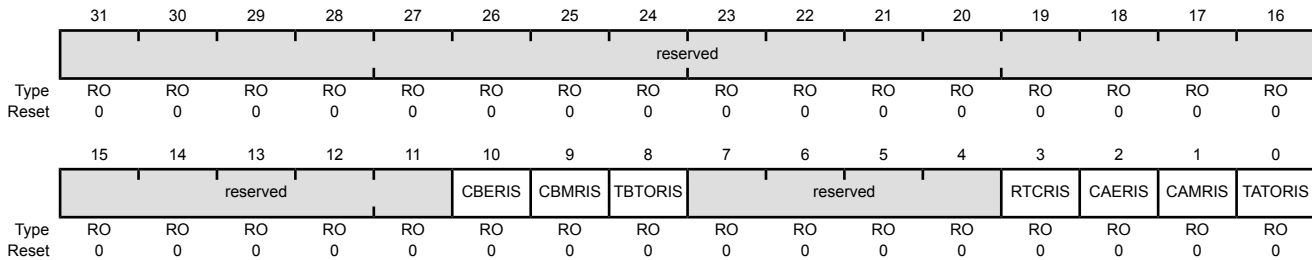 31 30 29 28 27 26 25 24 23 22 21 20 19 18 17 16
reserved
Type RO RO RO RO RO RO RO RO RO RO RO RO RO RO RO RO
Reset 0 0 0 0 0 0 0 0 0 0 0 0 0 0 0 0
15 14 13 12 11 10 9 8 7 6 5 4 3 2 1 0
reserved CBERIS CBMRIS TBTORIS reserved RTCRIS CAERIS CAMRIS TATORIS
Type RO RO RO RO RO RO RO RO RO RO RO RO RO RO RO RO
Reset 0 0 0 0 0 0 0 0 0 0 0 0 0 0 0 0